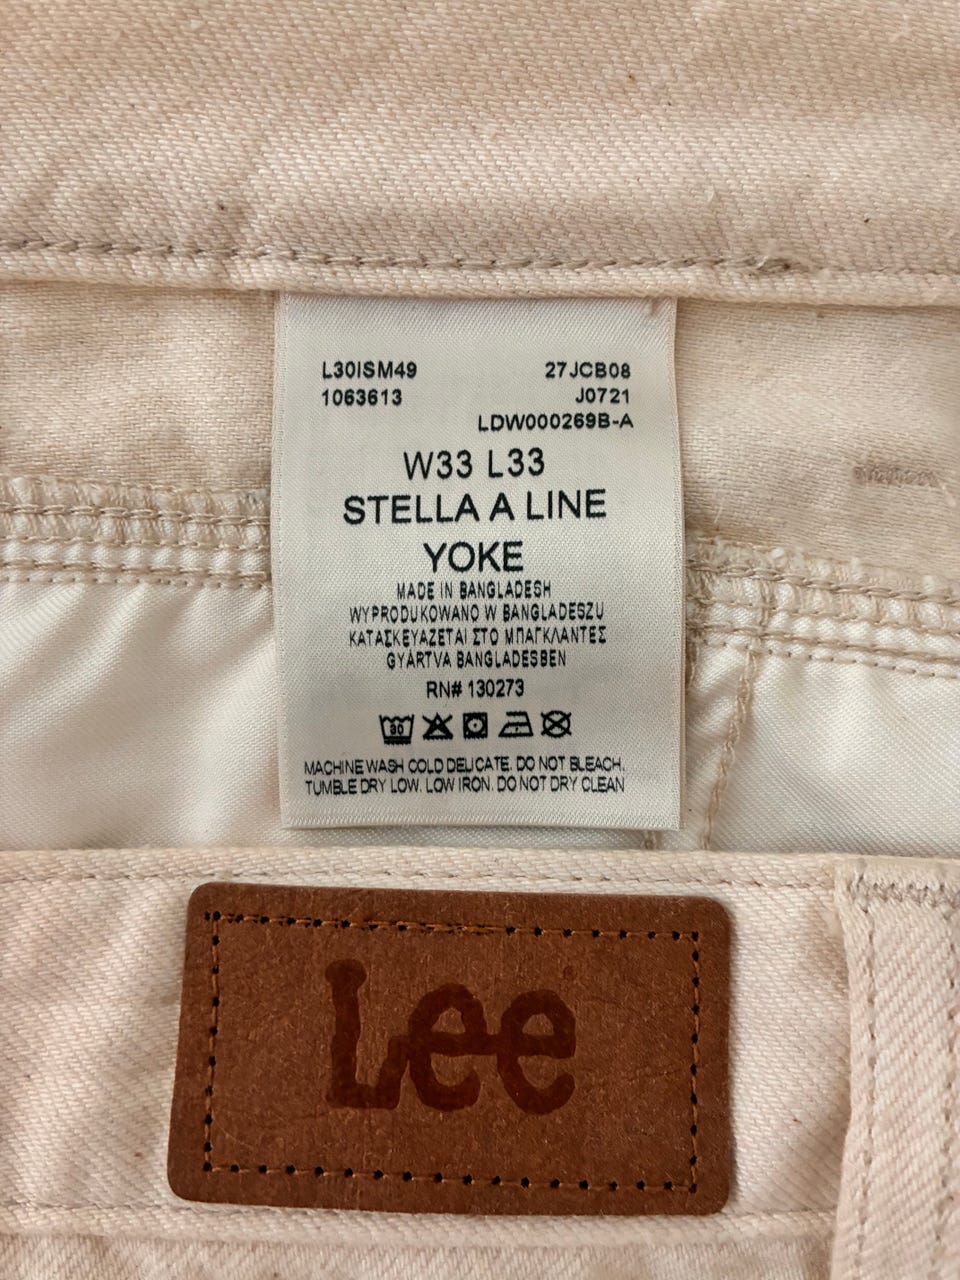 L30ISM49 27JCB08
1063613 J0721
LDW000269B-A
W33 L33
STELLA A LINE
YOKE
MADE IN BANGLADESH
WYPRODUKOWANO W BANGLADESZU
ΚΑΤΑΣΚΕΥΑΖΕΤΑΙ ΣΤΟ ΜΠΑΓΚΛΑΝΤΕΣ
GYÁRTVA BANGLADESBEN
RN# 130273
30
MACHINE WASH COLD DELICATE. DO NOT BLEACH.
TUMBLE DRY LOW. LOW IRON. DO NOT DRY CLEAN
Lee